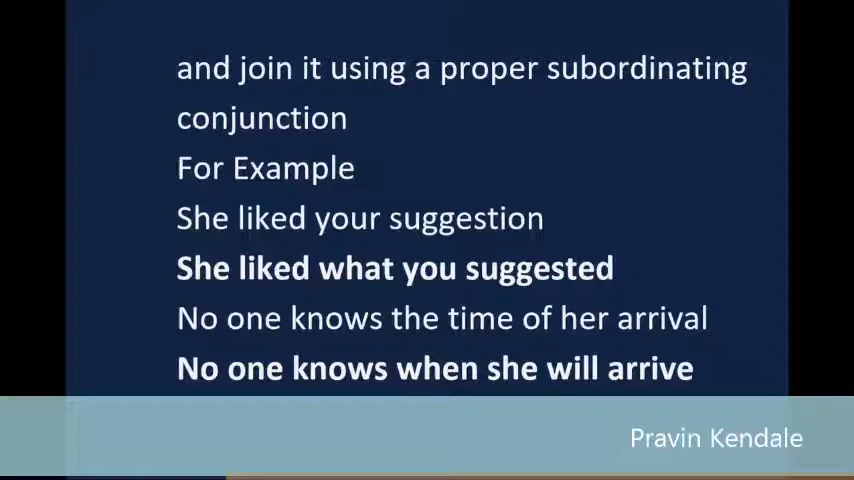 and join it using a proper subordinating
conjunction
For Example
She liked your suggestion
She liked what you suggested
No one knows the time of her arrival
No one knows when she will arrive
Pravin Kendale